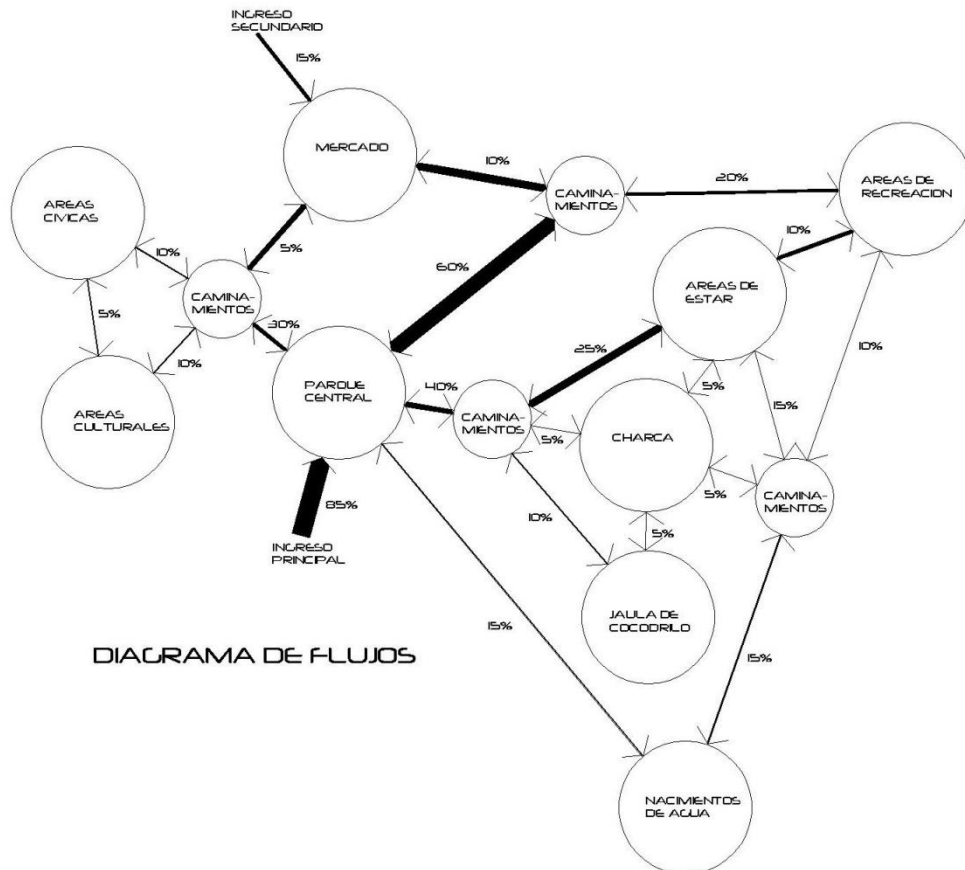 INGRESO
SECUNDARIO
15%
MERCADO
10%
CAMINA-
MIENTOS
20%
AREAS DE
RECREACION
AREAS
CIVICAS
10%
5%
60%
10%
AREAS DE
ESTAR
CAMINA-
MIENTOS
5%
30%
10%
25%
10%
AREAS
CULTURALES
PARQUE
CENTRAL
40%
CAMINA-
MIENTOS
5%
5%
CHARCA
15%
5%
CAMINA-
MIENTOS
85%
INGRESO
PRINCIPAL
10%
5%
JAULA DE
COCODRILO
15%
15%
DIAGRAMA DE FLUJOS
NACIMIENTOS
DE AGUA